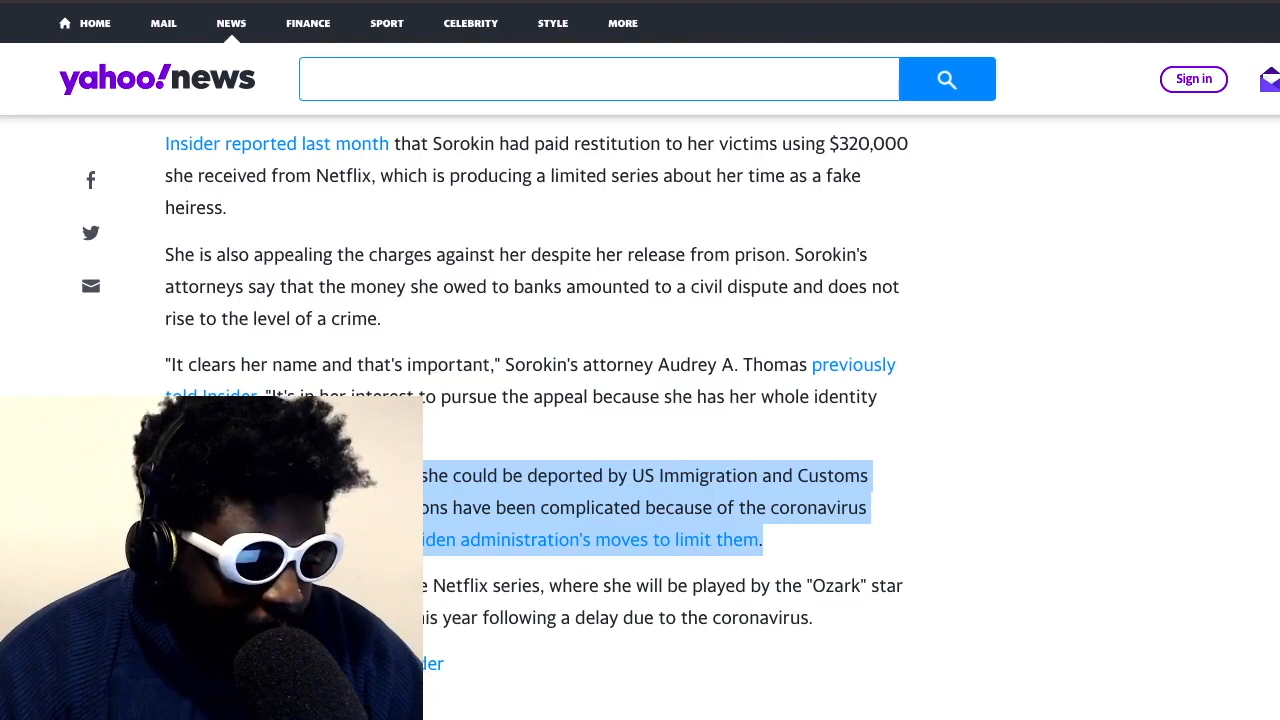 HOME MAIL NEWS FINANCE SPORT CELEBRITY STYLE MORE
yahoo!news
Sign in
Insider reported last month that Sorokin had paid restitution to her victims using $320,000
she received from Netflix, which is producing a limited series about her time as a fake
heiress.
She is also appealing the charges against her despite her release from prison. Sorokin's
attorneys say that the money she owed to banks amounted to a civil dispute and does not
rise to the level of a crime.
"It clears her name and that's important," Sorokin's attorney Audrey A. Thomas previously
told Insider. "It's in her interest to pursue the appeal because she has her whole identity
she could be deported by US Immigration and Customs
have been complicated because of the coronavirus
administration's moves to limit them.
Netflix series, where she will be played by the "Ozark" star
year following a delay due to the coronavirus.